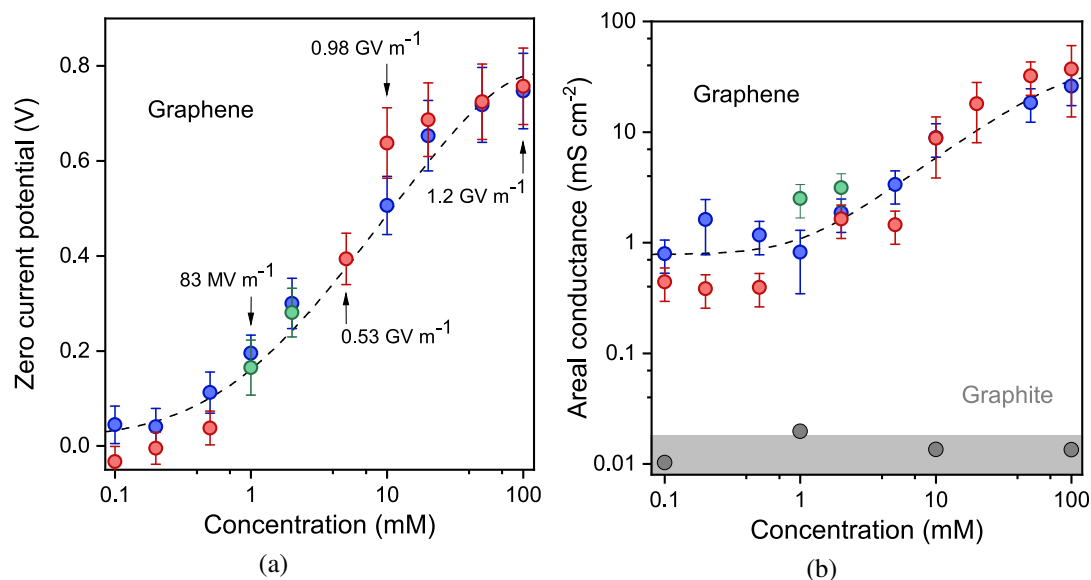 0.8
0.6
0.4
0.2
0.0
Zero current potential (V)
Graphene
0.98 GV m⁻¹
1.2 GV m⁻¹
83 MV m⁻¹
0.53 GV m⁻¹
0.1
1
10
100
Concentration (mM)
(a)
100
10
1
0.1
0.01
Areal conductance (mS cm⁻²)
Graphene
Graphite
0.1
1
10
100
Concentration (mM)
(b)